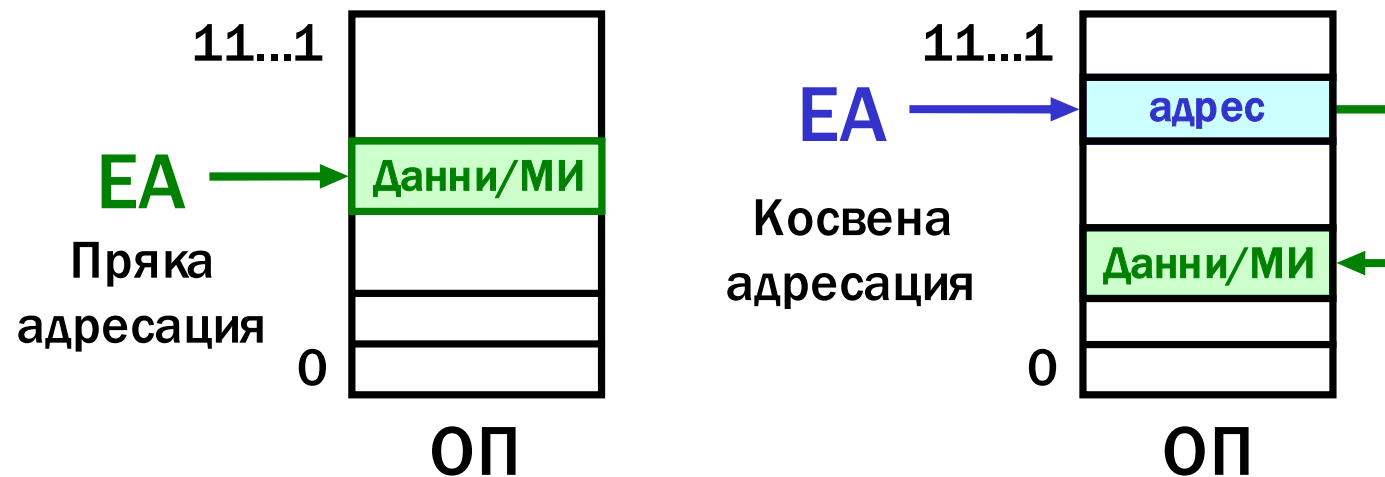 11...1
EA
Данни/МИ
Пряка
адресация
0
ОП
11...1
EA
адрес
Косвена
адресация
Данни/МИ
0
ОП